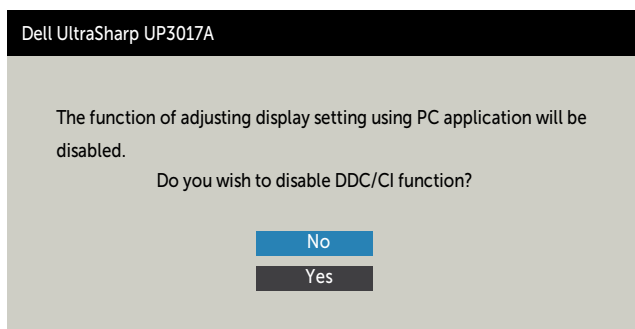 Dell UltraSharp UP3017A
The function of adjusting display setting using PC application will be
disabled.
Do you wish to disable DDC/CI function?
No
Yes